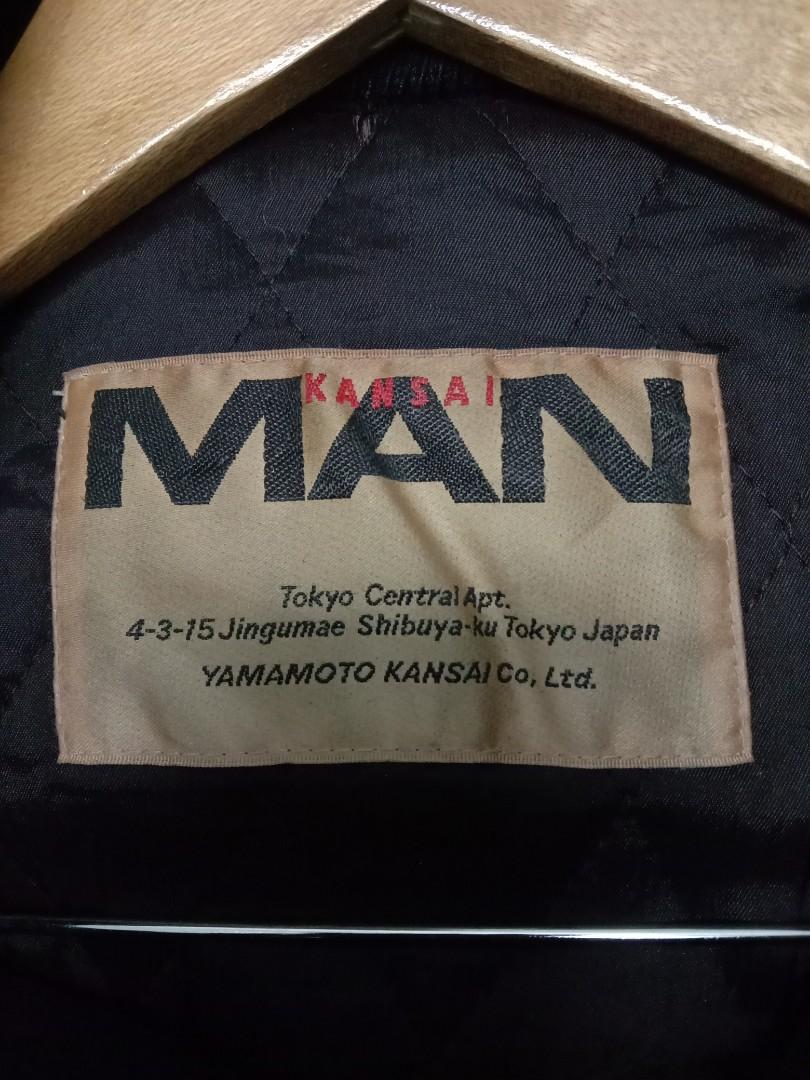 KANSAI
MAN
Tokyo Central Apt.
4-3-15 Jingumae Shibuya-ku Tokyo Japan
YAMAMOTO KANSAI Co, Ltd.